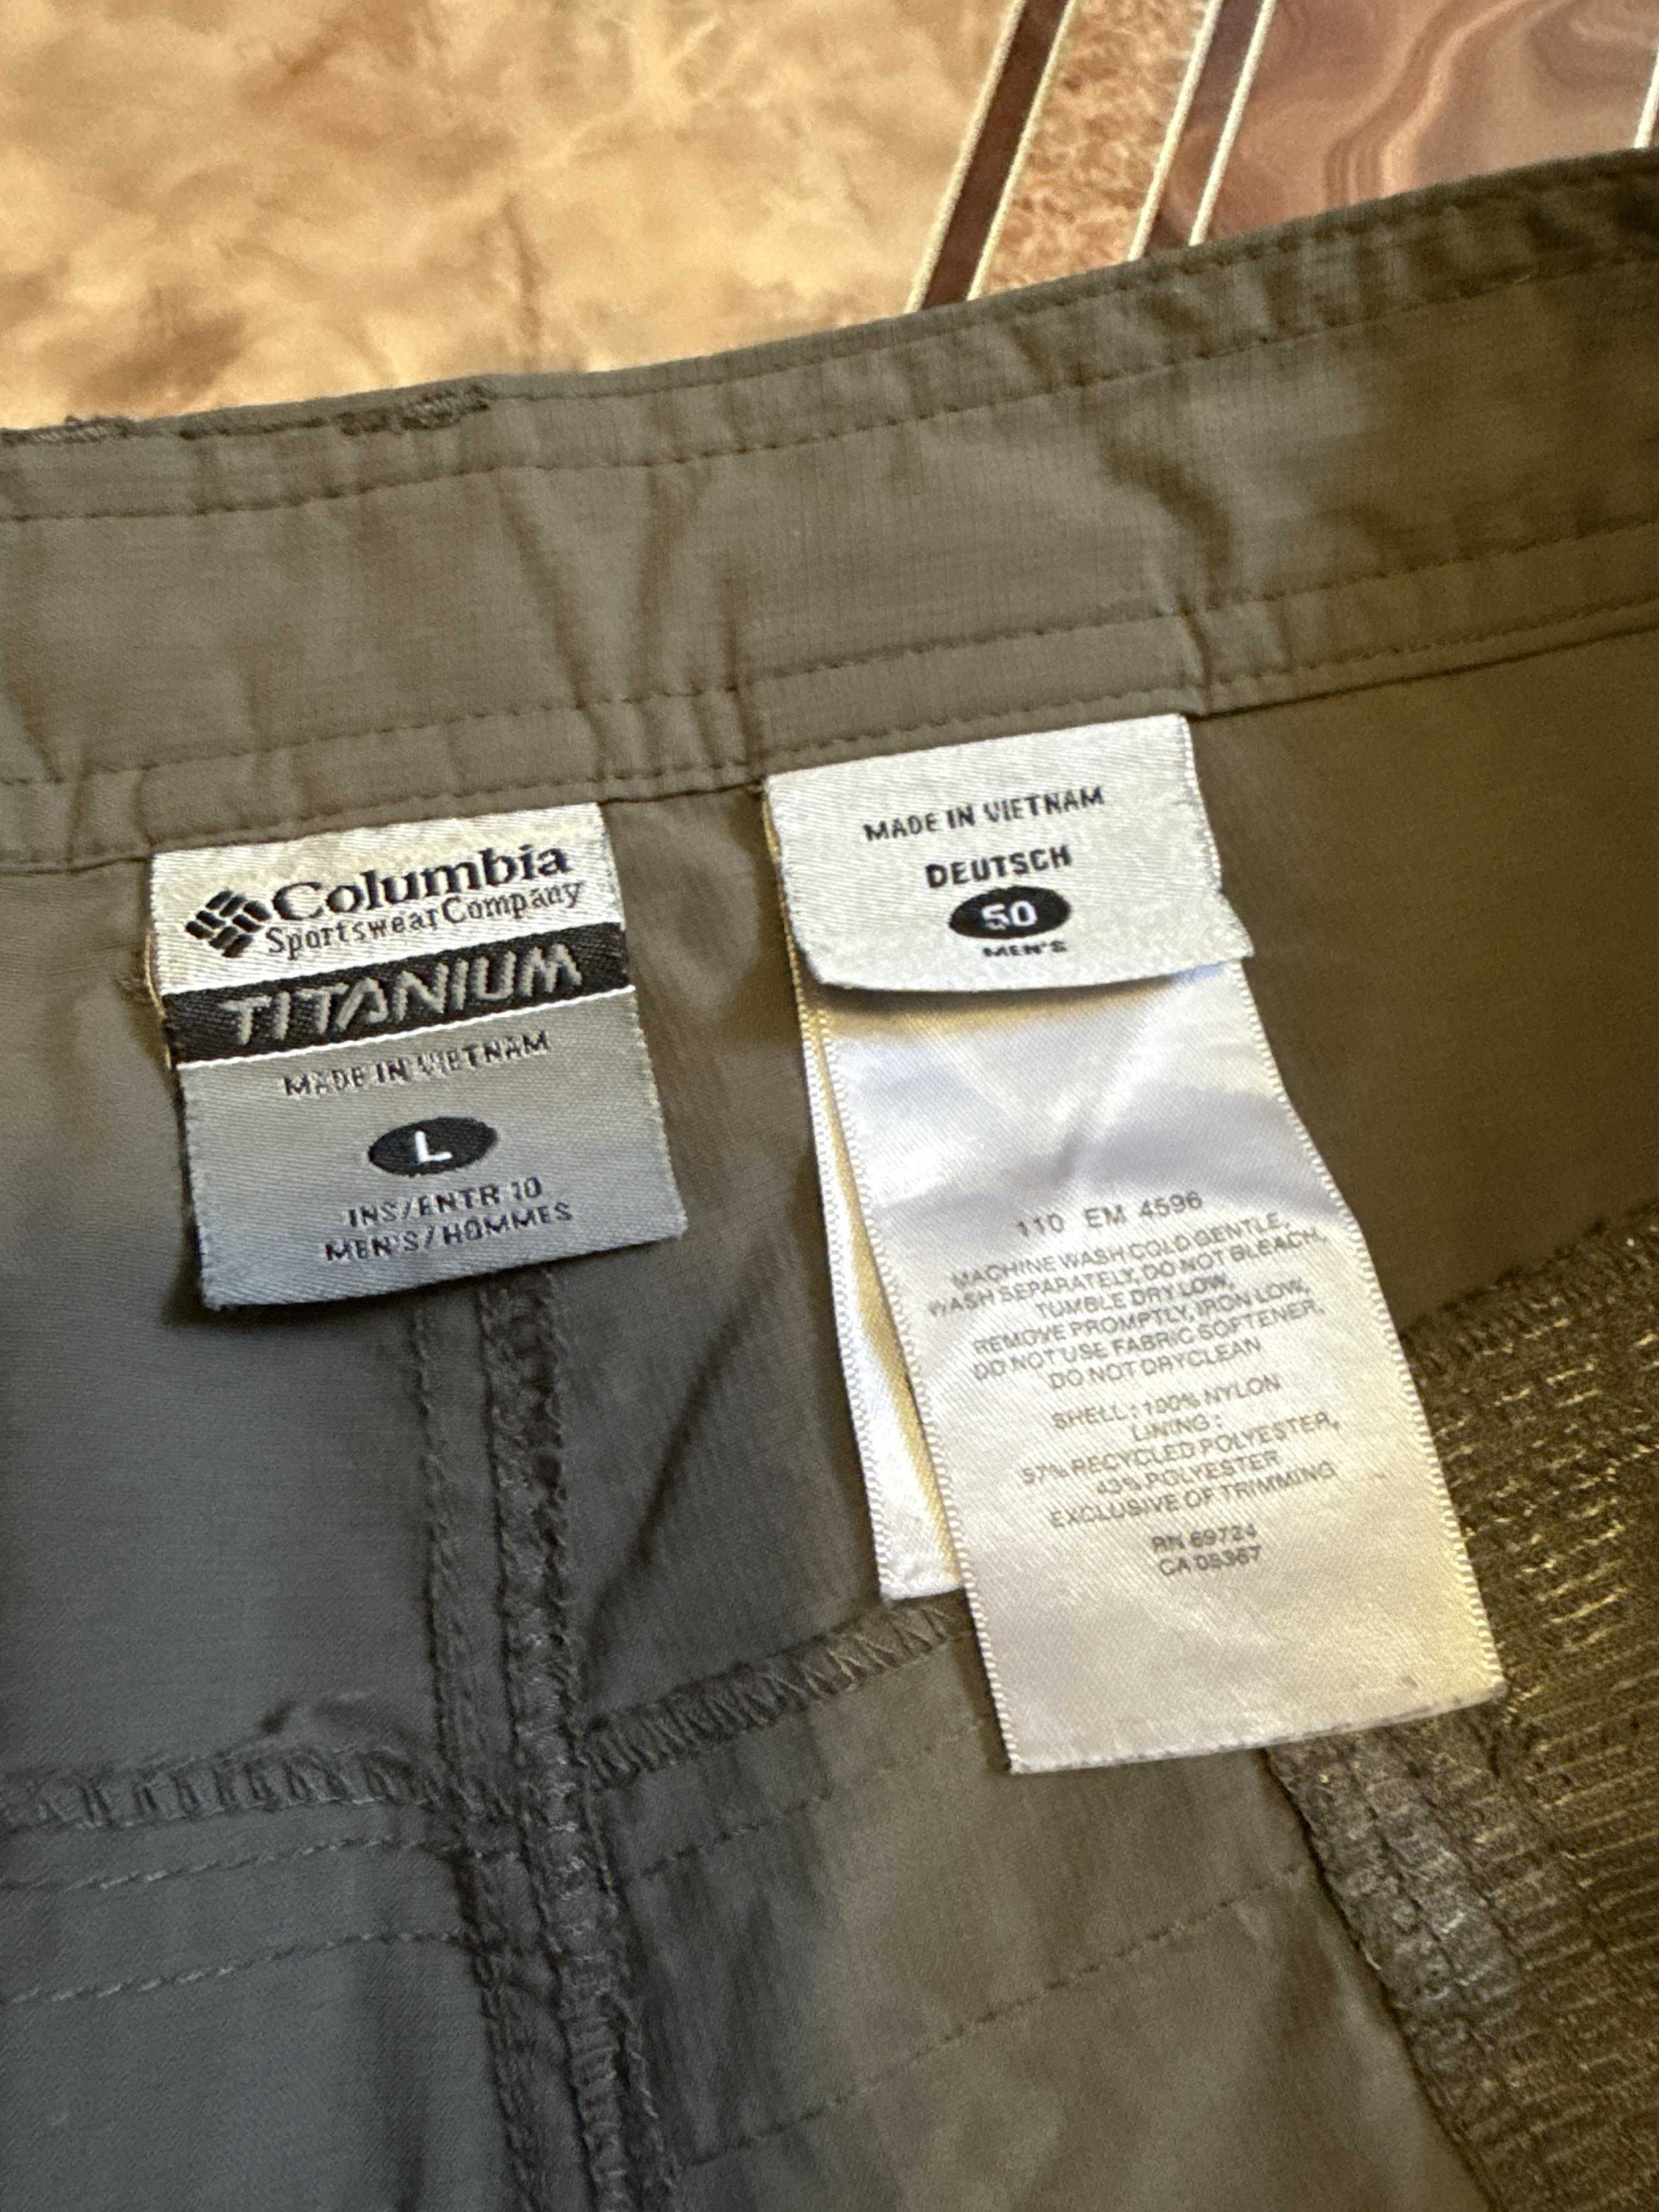 Columbia
Sportswear Company
TITANIUM
MADE IN VIETNAM
L
INS/ENTR 10
MEN'S/HOMMES
MADE IN VIETNAM
DEUTSCH
50
MEN'S
110 EM 4596
MACHINE WASH COLD GENTLE,
WASH SEPARATELY, DO NOT BLEACH,
TUMBLE DRY LOW,
REMOVE PROMPTLY, IRON LOW,
DO NOT USE FABRIC SOFTENER,
DO NOT DRYCLEAN
SHELL : 100% NYLON
LINING :
57% RECYCLED POLYESTER,
43% POLYESTER
EXCLUSIVE OF TRIMMING
RN 69724
CA 05367